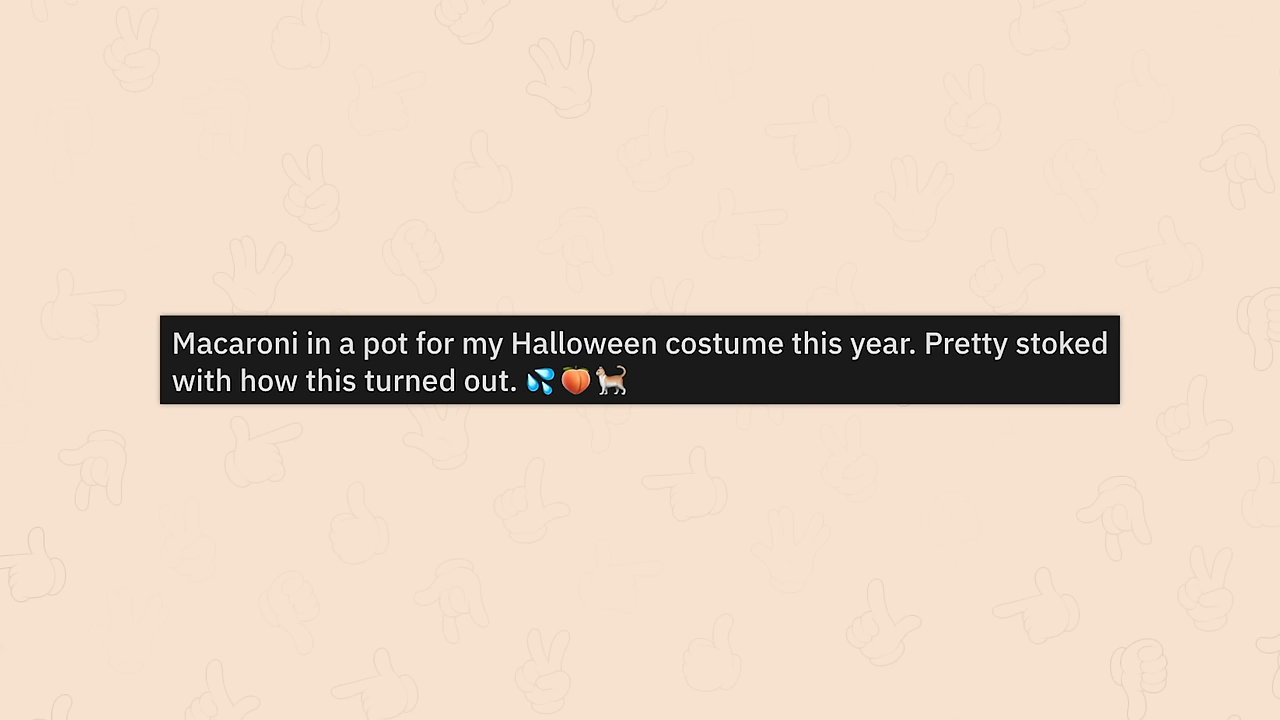 Macaroni in a pot for my Halloween costume this year. Pretty stoked
with how this turned out. 💦🍑🐈